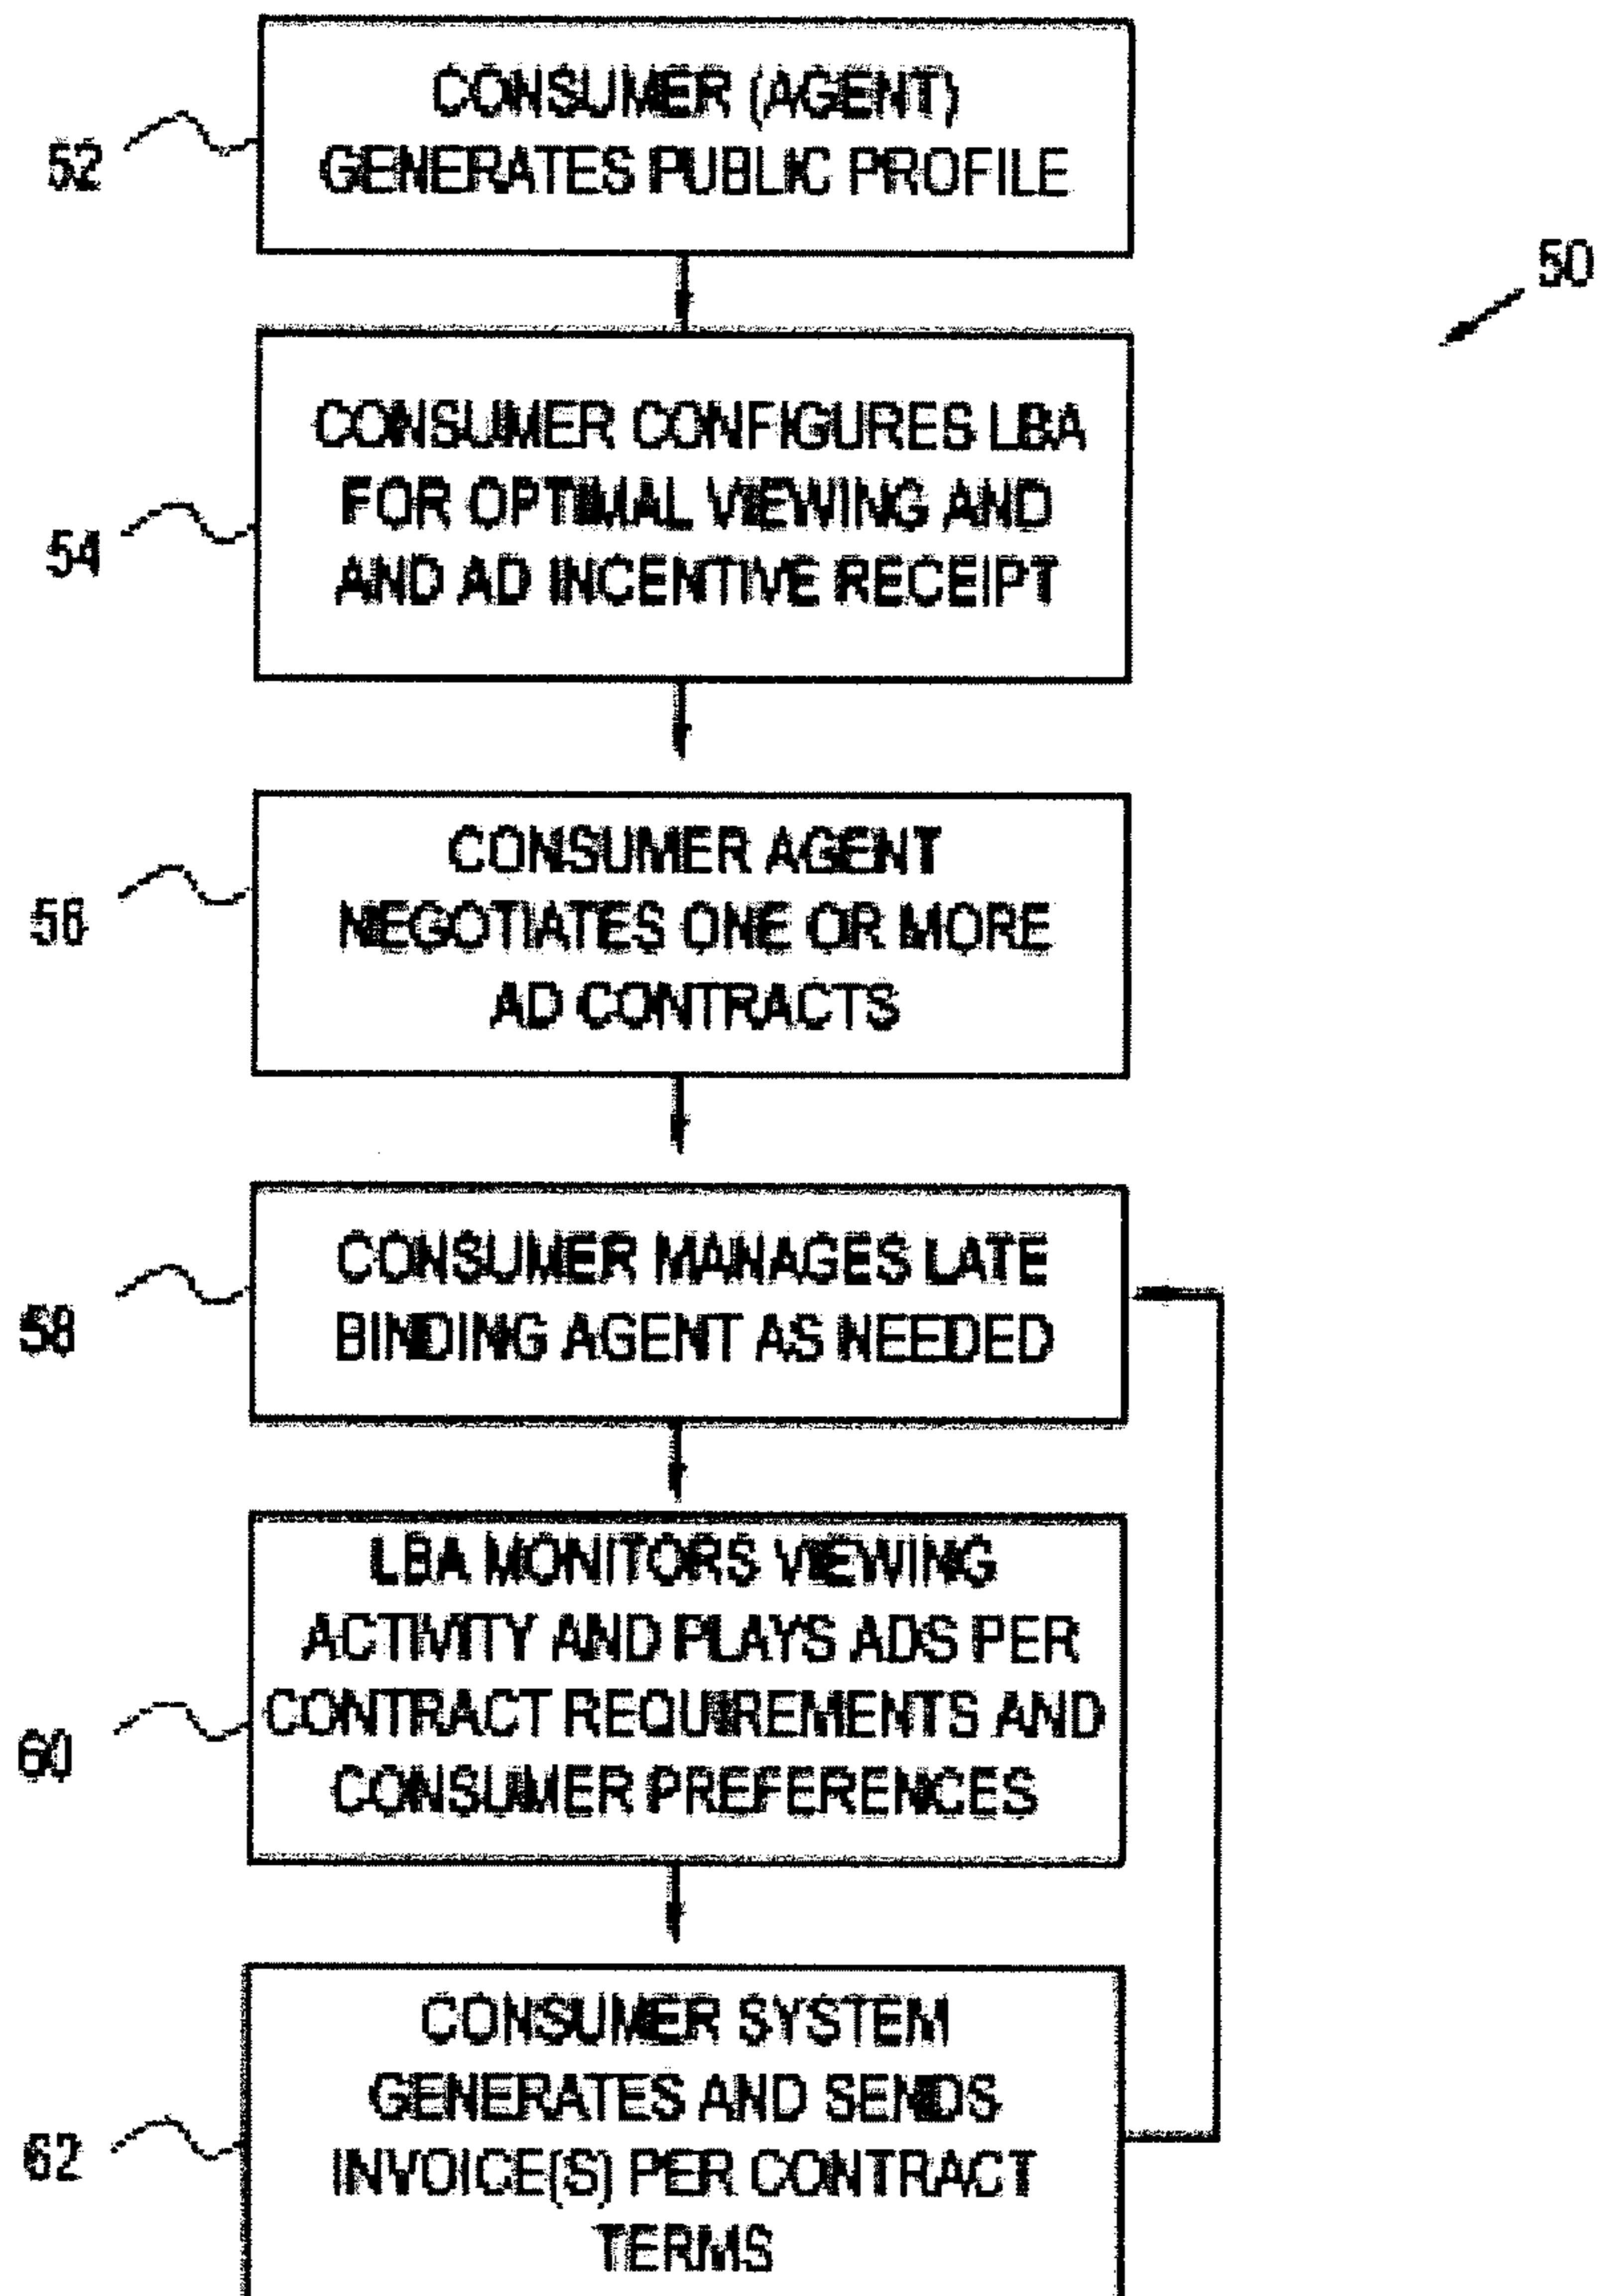 CONSUMER (AGENT)
GENERATES PUBLIC PROFILE
52
50
CONSUMER CONFIGURES LBA
FOR OPTIMAL VIEWING AND
AND AD INCENTIVE RECEIPT
54
CONSUMER AGENT
NEGOTIATES ONE OR MORE
AD CONTRACTS
56
CONSUMER MANAGES LATE
BINDING AGENT AS NEEDED
58
LBA MONITORS VIEWING
ACTIVITY AND PLAYS ADS PER
CONTRACT REQUIREMENTS AND
CONSUMER PREFERENCES
60
CONSUMER SYSTEM
GENERATES AND SENDS
INVOICE(S) PER CONTRACT
TERMS
62